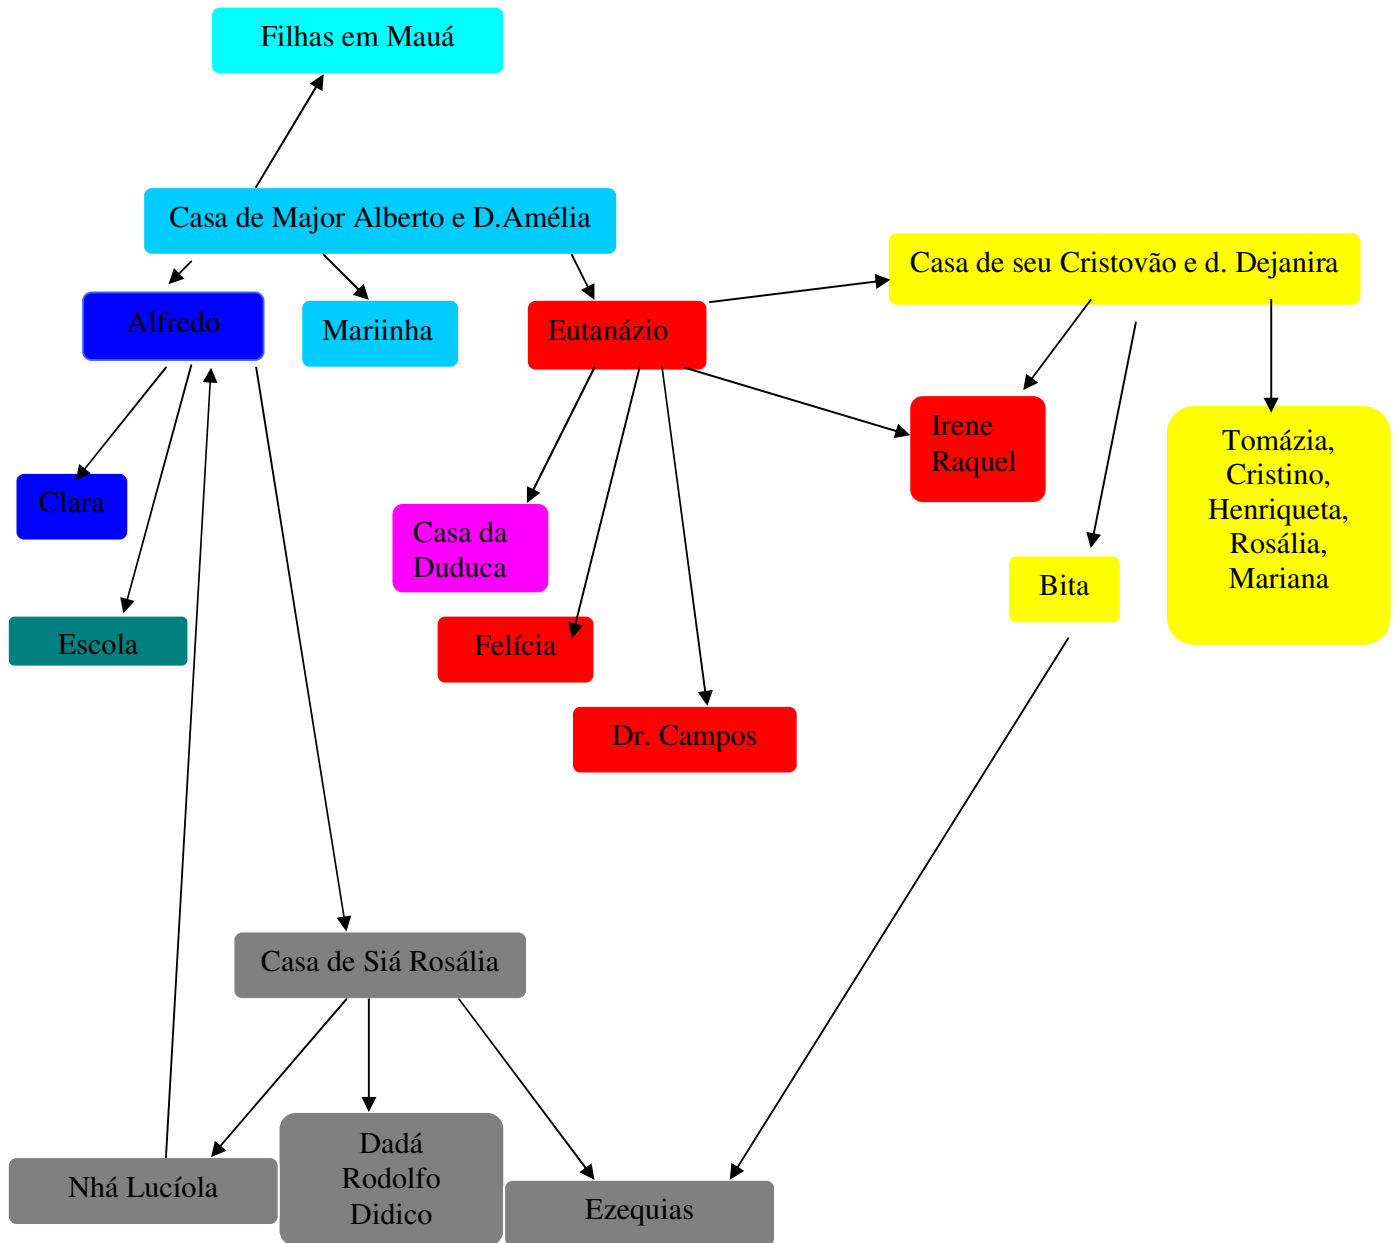 Filhas em Mauá
Casa de Major Alberto e D.Amélia
Casa de seu Cristovão e d. Dejanira
Alfredo
Mariinha
Eutanázio
Irene
Raquel
Tomázia,
Cristino,
Henriqueta,
Rosália,
Mariana
Clara
Casa da
Duduca
Bita
Escola
Felícia
Dr. Campos
Casa de Siá Rosália
Nhá Lucíola
Dadá
Rodolfo
Didico
Ezequias